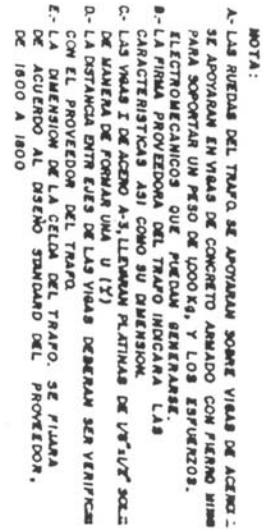 NOTA:
A.- LAS RUEDAS DEL TRAFO, SE APOYARAN SOBRE VIGAS DE ACERO -
SE APOYARAN EN VIGAS DE CONCRETO ARMADO CON FIERRO
PARA SOPORTAR UN PESO DE 1,000 Kg, Y LOS ESFUERZOS.
ELECTROMECANICOS QUE PUEDAN GENERARSE.
B.- LA FIRMA PROVEEDORA DEL TRAFO INDICARA LAS
CARACTERISTICAS ASI COMO SU DIMENSION.
C.- LAS VIGAS I DE ACERO A-3, LLEVARAN PLATINAS DE
DE MANERA DE FORMAR UNA U
D.- LA DISTANCIA ENTR EJES DE LAS VIGAS DEBERAN SER
CON EL PROVEEDOR DEL TRAFO.
E.- LA DIMENSION DE LA CELDA DEL TRAFO. SE FIJARA
DE ACUERDO AL DISEÑO STANDARD DEL PROVEEDOR,
DE 1600 A 1800